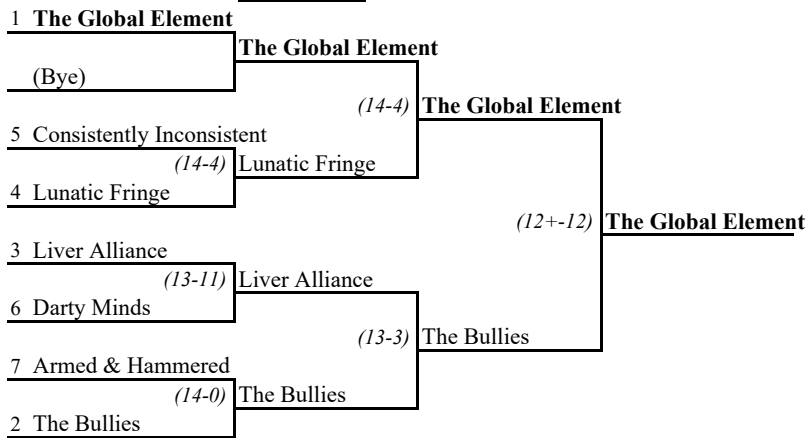 1 The Global Element
The Global Element
(Bye)
(14-4) The Global Element
5 Consistently Inconsistent
(14-4) Lunatic Fringe
4 Lunatic Fringe
(12+-12) The Global Element
3 Liver Alliance
(13-11) Liver Alliance
6 Darty Minds
(13-3) The Bullies
7 Armed & Hammered
(14-0) The Bullies
2 The Bullies